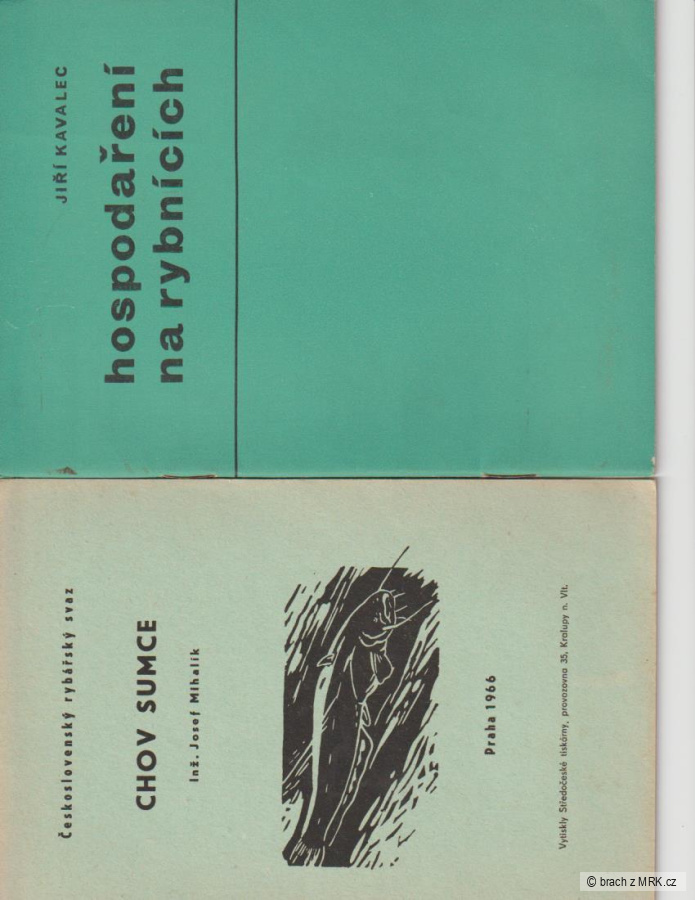 JIŘÍ KAVALEC
hospodaření
na rybnících
Československý rybářský svaz
CHOV SUMCE
Inž. Josef Mihalik
Praha 1966
Vytiskly Středočeské tiskárny, provozovna 35, Kralupy n. Vlt.
© brach z MRK.cz